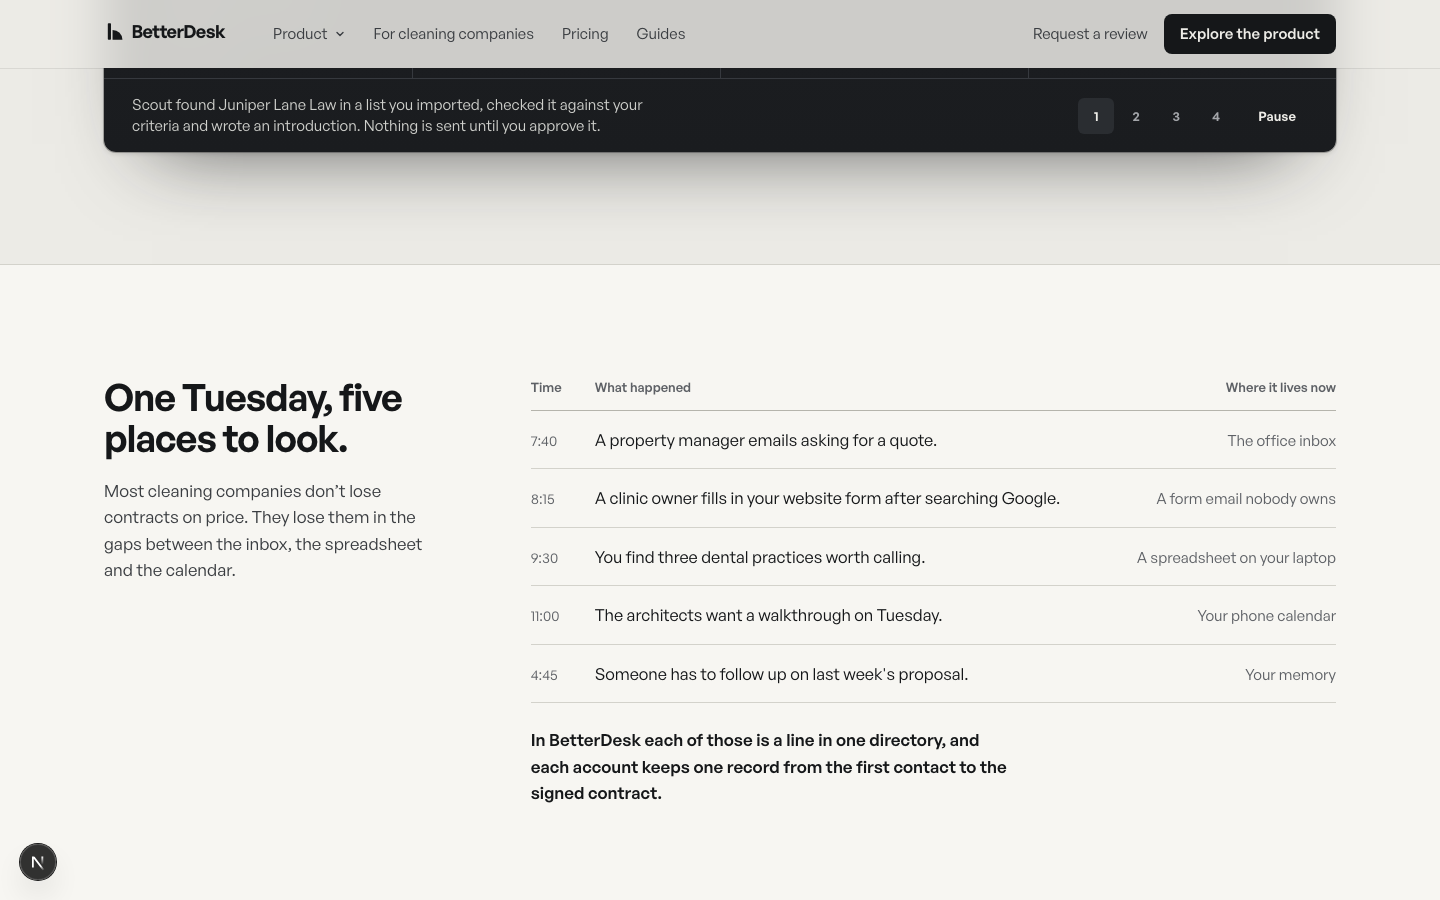 BetterDesk
Product
For cleaning companies
Pricing
Guides
Request a review
Explore the product
Scout found Juniper Lane Law in a list you imported, checked it against your
criteria and wrote an introduction. Nothing is sent until you approve it.
1
2
3
4
Pause
One Tuesday, five
places to look.
Most cleaning companies don’t lose
contracts on price. They lose them in the
gaps between the inbox, the spreadsheet
and the calendar.
Time What happened Where it lives now
7:40 A property manager emails asking for a quote. The office inbox
8:15 A clinic owner fills in your website form after searching Google. A form email nobody owns
9:30 You find three dental practices worth calling. A spreadsheet on your laptop
11:00 The architects want a walkthrough on Tuesday. Your phone calendar
4:45 Someone has to follow up on last week's proposal. Your memory
In BetterDesk each of those is a line in one directory, and
each account keeps one record from the first contact to the
signed contract.
N